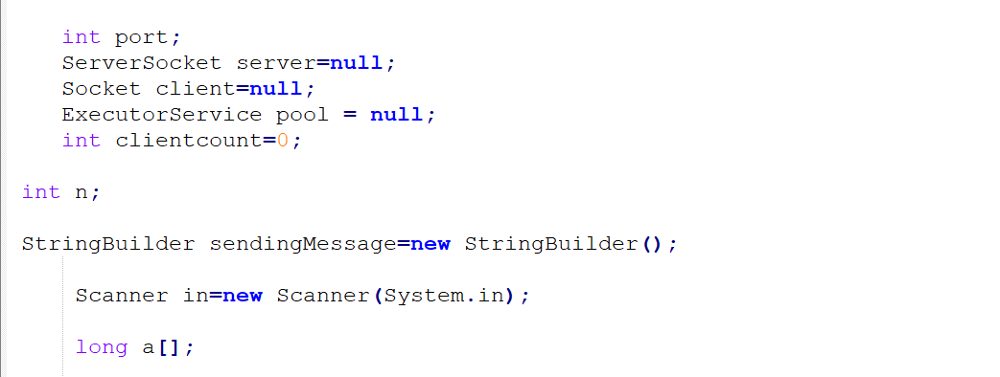 int port;
ServerSocket server=null;
Socket client=null;
ExecutorService pool = null;
int clientcount=0;
int n;
StringBuilder sendingMessage=new StringBuilder();
Scanner in=new Scanner(System.in);
long a[];